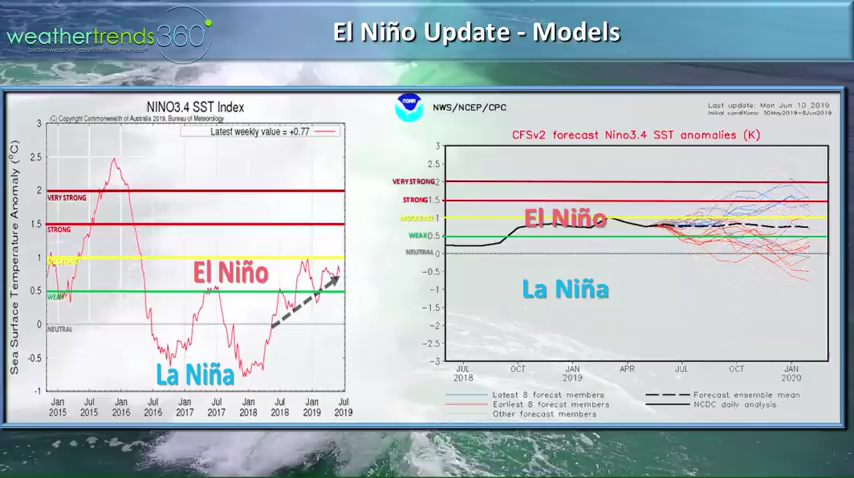 weathertrends360°
El Niño Update - Models
NINO3.4 SST Index
(C) Copyright Commonwealth of Australia 2019. Bureau of Meteorology
Latest weekly value = +0.77
Sea Surface Temperature Anomaly (°C)
3
2.5
2
1.5
1
0.5
0
-0.5
-1
VERY STRONG
STRONG
WEAK
NEUTRAL
El Niño
La Niña
Jan 2015
Jul 2015
Jan 2016
Jul 2016
Jan 2017
Jul 2017
Jan 2018
Jul 2018
Jan 2019
Jul 2019
NWS/NCEP/CPC
Last update: Mon Jun 10 2019
Initial conditions: 30May2019-8Jun2019
CFSv2 forecast Nino3.4 SST anomalies (K)
3
2.5
VERY STRONG 2
STRONG 1.5
MODERATE 1
WEAK 0.5
NEUTRAL 0
-0.5
-1
-1.5
-2
-2.5
-3
El Niño
La Niña
JUL 2018
OCT
JAN 2019
APR
JUL
OCT
JAN 2020
Latest 8 forecst members
Earliest 8 forecst members
Other forecast members
Forecast ensemble mean
NCDC daily analysis